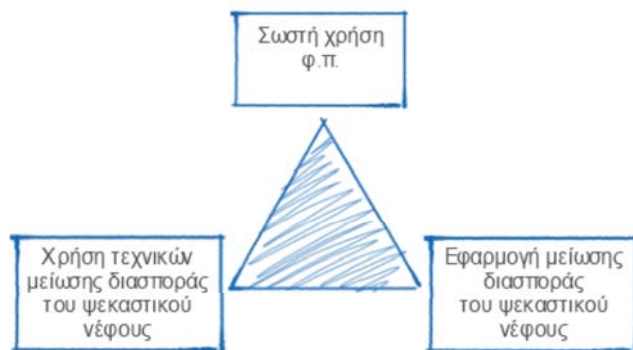 Σωστή χρήση
φ.π.
Χρήση τεχνικών
μείωσης διασποράς
του ψεκαστικού
νέφους
Εφαρμογή μείωσης
διασποράς
του ψεκαστικού
νέφους